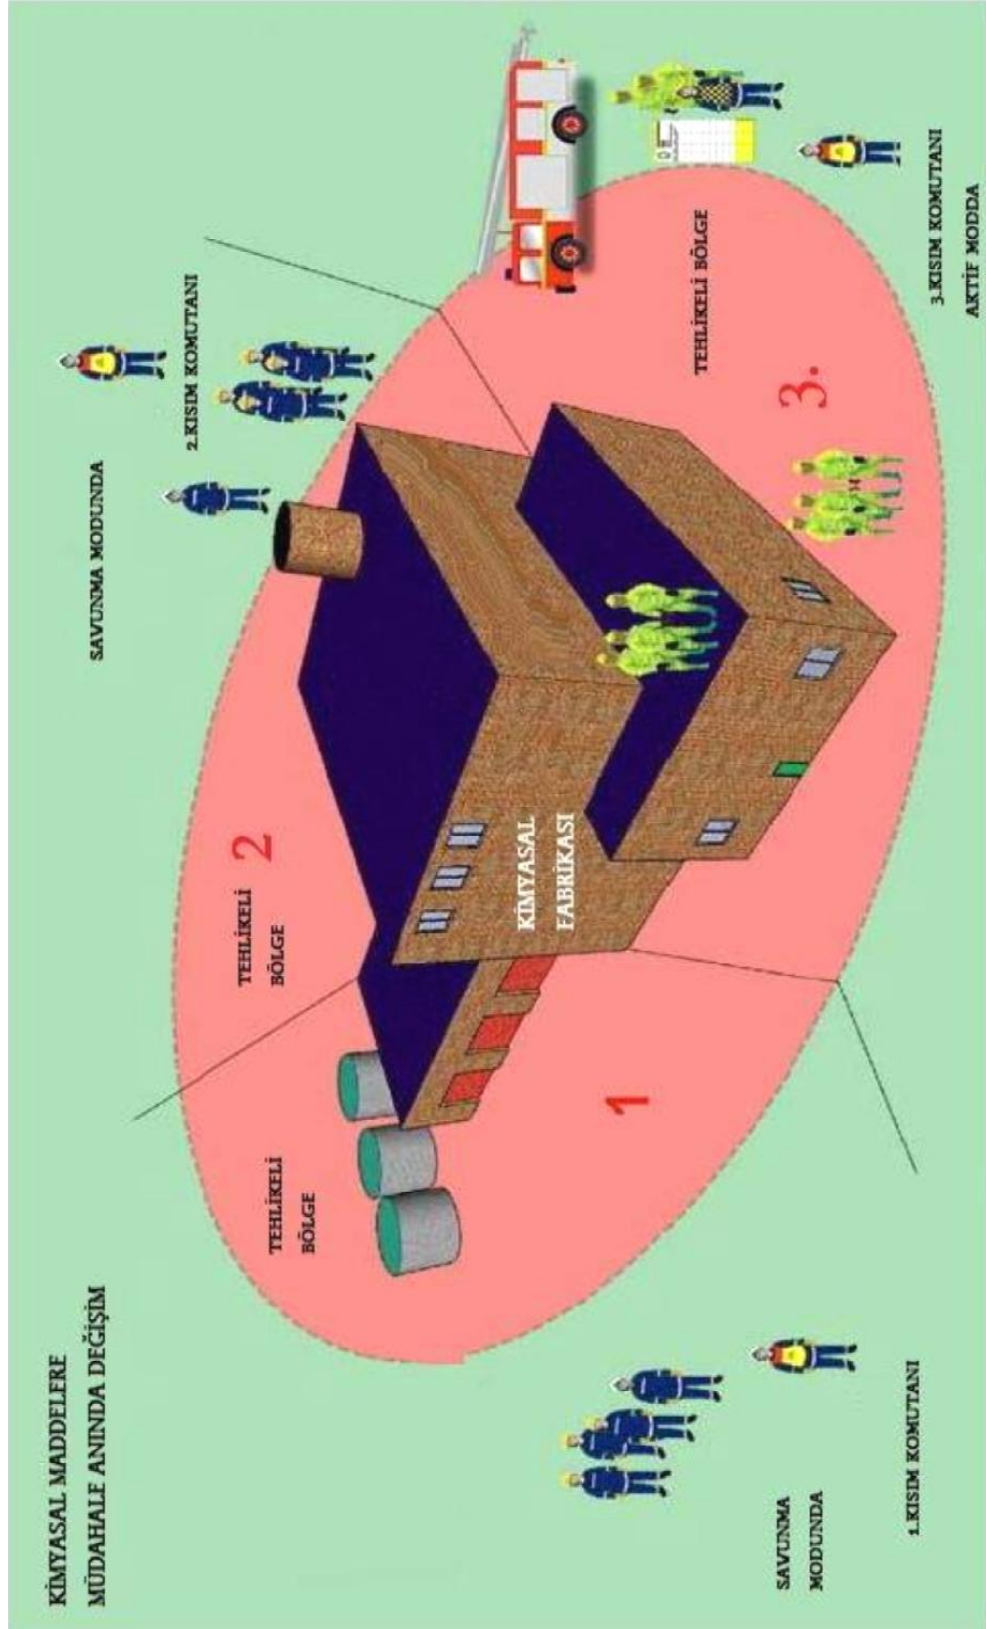 KİMYASAL MADDELERE
MÜDAHALE ANINDA DEĞİŞİM
SAVUNMA MODUNDA
2.KISIM KOMUTANI
TEHLİKELİ
BÖLGE
2
TEHLİKELİ
BÖLGE
KİMYASAL
FABRİKASI
1
SAVUNMA
MODUNDA
1.KISIM KOMUTANI
TEHLİKELİ BÖLGE
3.
3.KISIM KOMUTANI
AKTİF MODDA